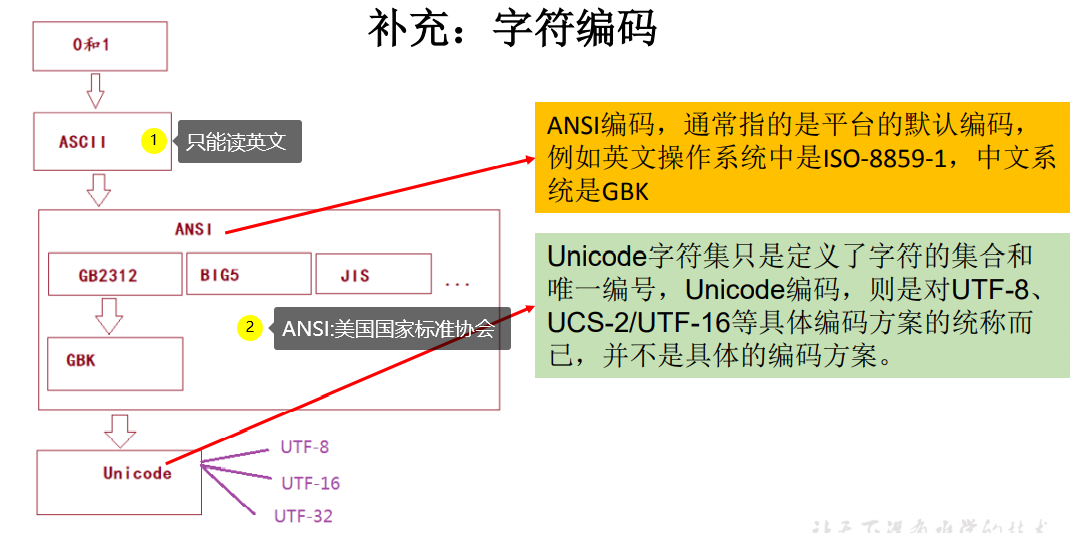 补充：字符编码
0和1
ASCII
1
只能读英文
ANSI编码，通常指的是平台的默认编码，
例如英文操作系统中是ISO-8859-1，中文系
统是GBK
ANSI
GB2312
BIG5
JIS
...
2
ANSI:美国国家标准协会
GBK
Unicode字符集只是定义了字符的集合和
唯一编号，Unicode编码，则是对UTF-8、
UCS-2/UTF-16等具体编码方案的统称而
已，并不是具体的编码方案。
Unicode
UTF-8
UTF-16
UTF-32